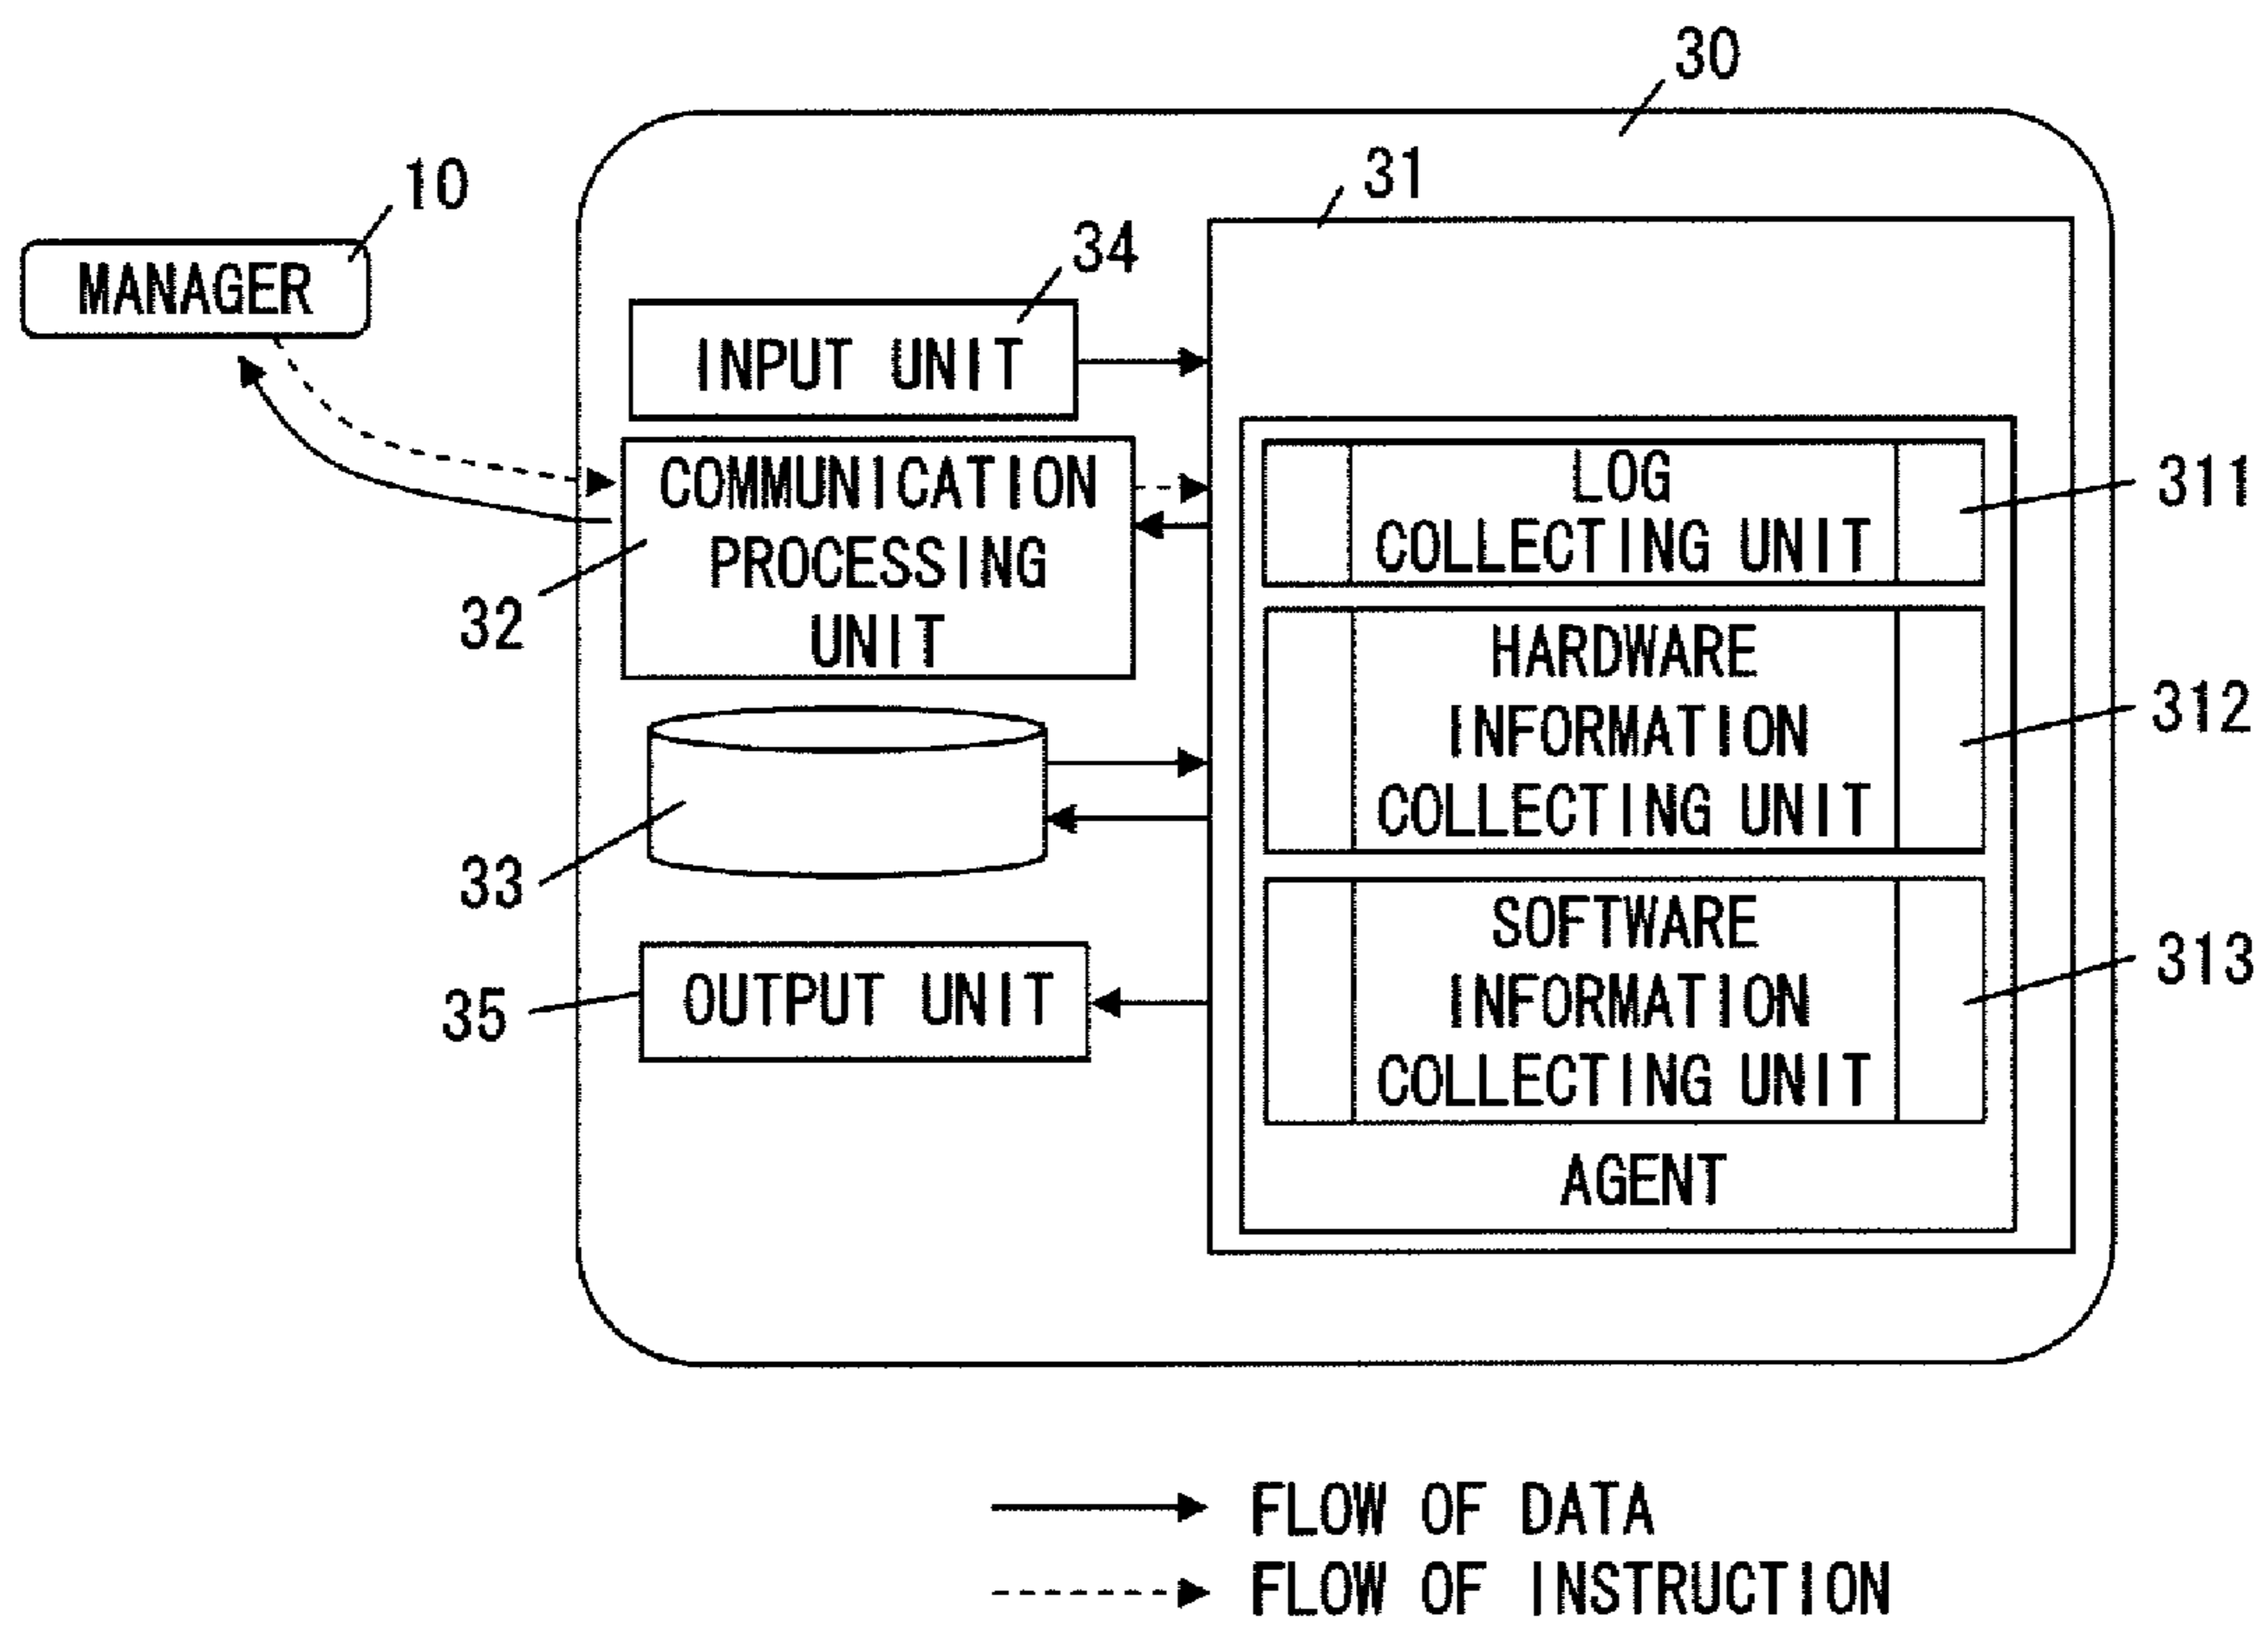 30
31
10
34
MANAGER
INPUT UNIT
COMMUNICATION
PROCESSING
UNIT
32
33
OUTPUT UNIT
35
LOG
COLLECTING UNIT
311
HARDWARE
INFORMATION
COLLECTING UNIT
312
SOFTWARE
INFORMATION
COLLECTING UNIT
313
AGENT
FLOW OF DATA
FLOW OF INSTRUCTION